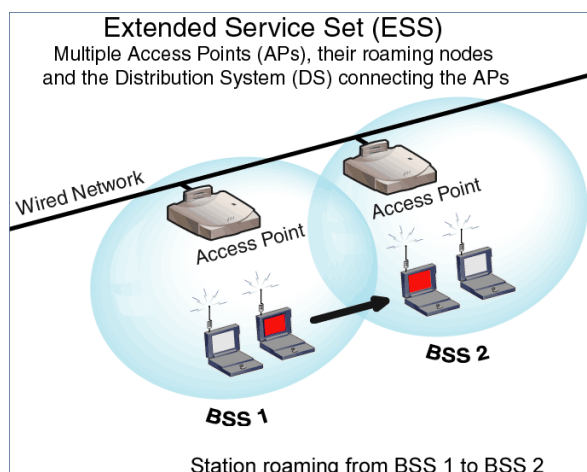 Extended Service Set (ESS)
Multiple Access Points (APs), their roaming nodes
and the Distribution System (DS) connecting the APs
Wired Network
Access Point
Access Point
BSS 1
BSS 2
Station roaming from BSS 1 to BSS 2